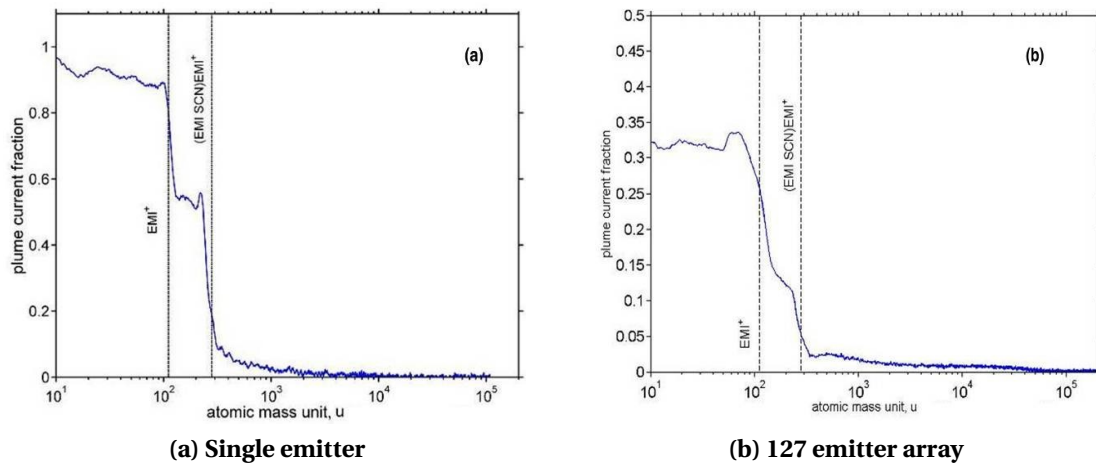 (a)
1
0.8
0.6
0.4
0.2
0
plume current fraction
EMI+
(EMI SCN)EMI+
10^1
10^2
10^3
10^4
10^5
atomic mass unit, u
(a) Single emitter
(b)
0.5
0.45
0.4
0.35
0.3
0.25
0.2
0.15
0.1
0.05
0
plume current fraction
EMI+
(EMI SCN)EMI+
10^1
10^2
10^3
10^4
10^5
atomic mass unit, u
(b) 127 emitter array